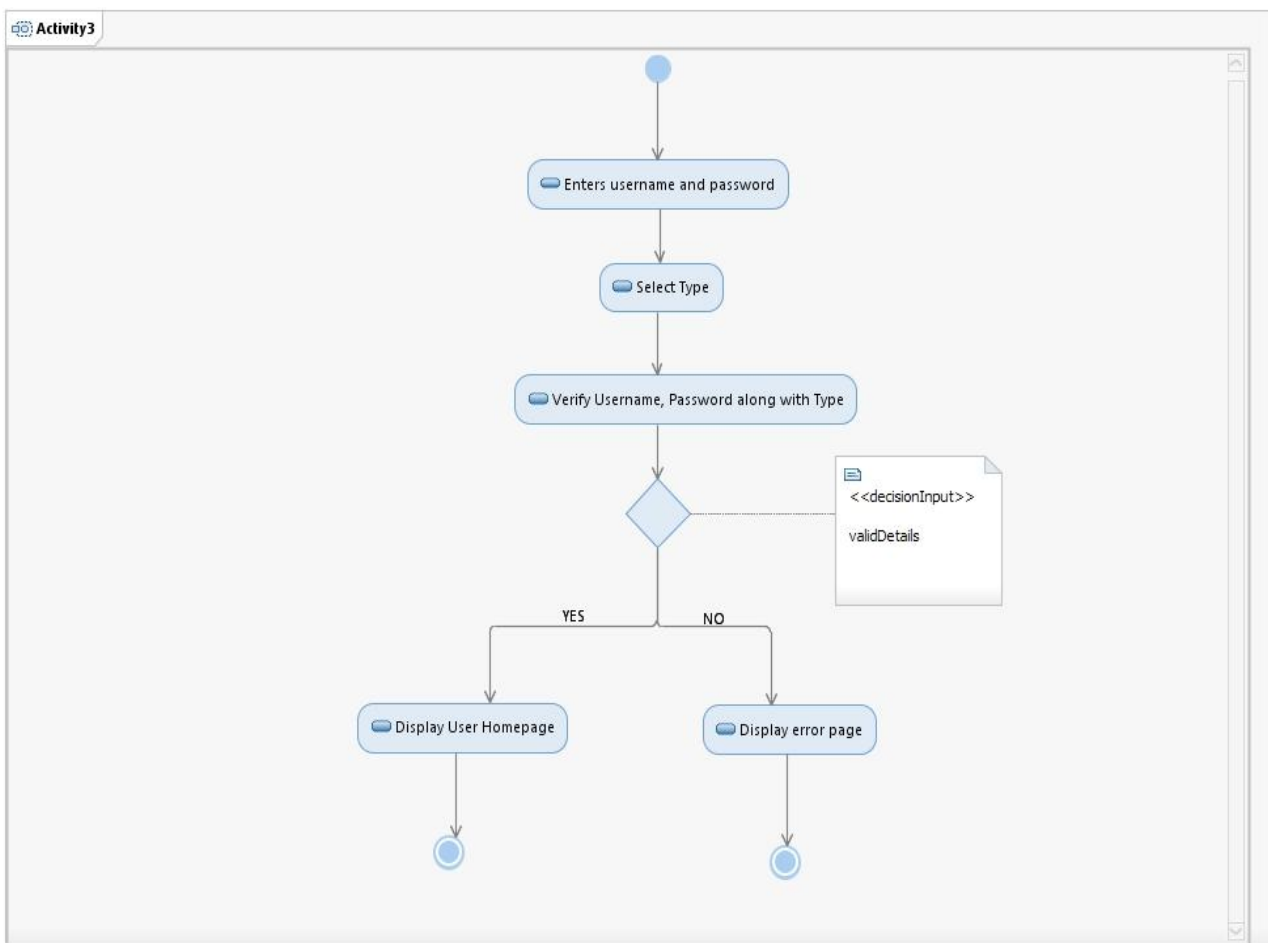 Activity3
Enters username and password
Select Type
Verify Username, Password along with Type
<<decisionInput>>
validDetails
YES
NO
Display User Homepage
Display error page